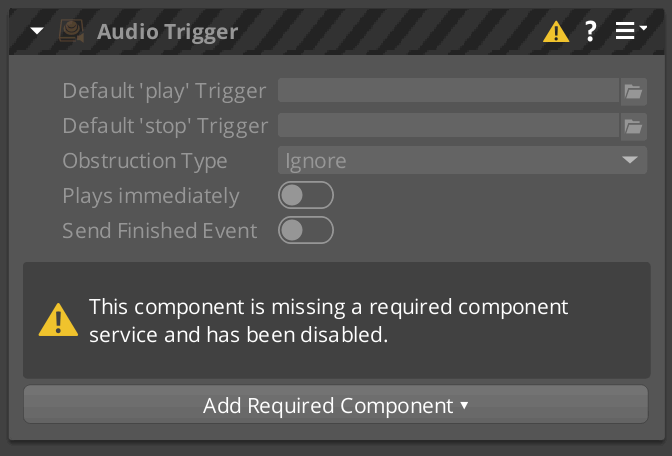 Audio Trigger
Default 'play' Trigger
Default 'stop' Trigger
Obstruction Type Ignore
Plays immediately
Send Finished Event
This component is missing a required component
service and has been disabled.
Add Required Component